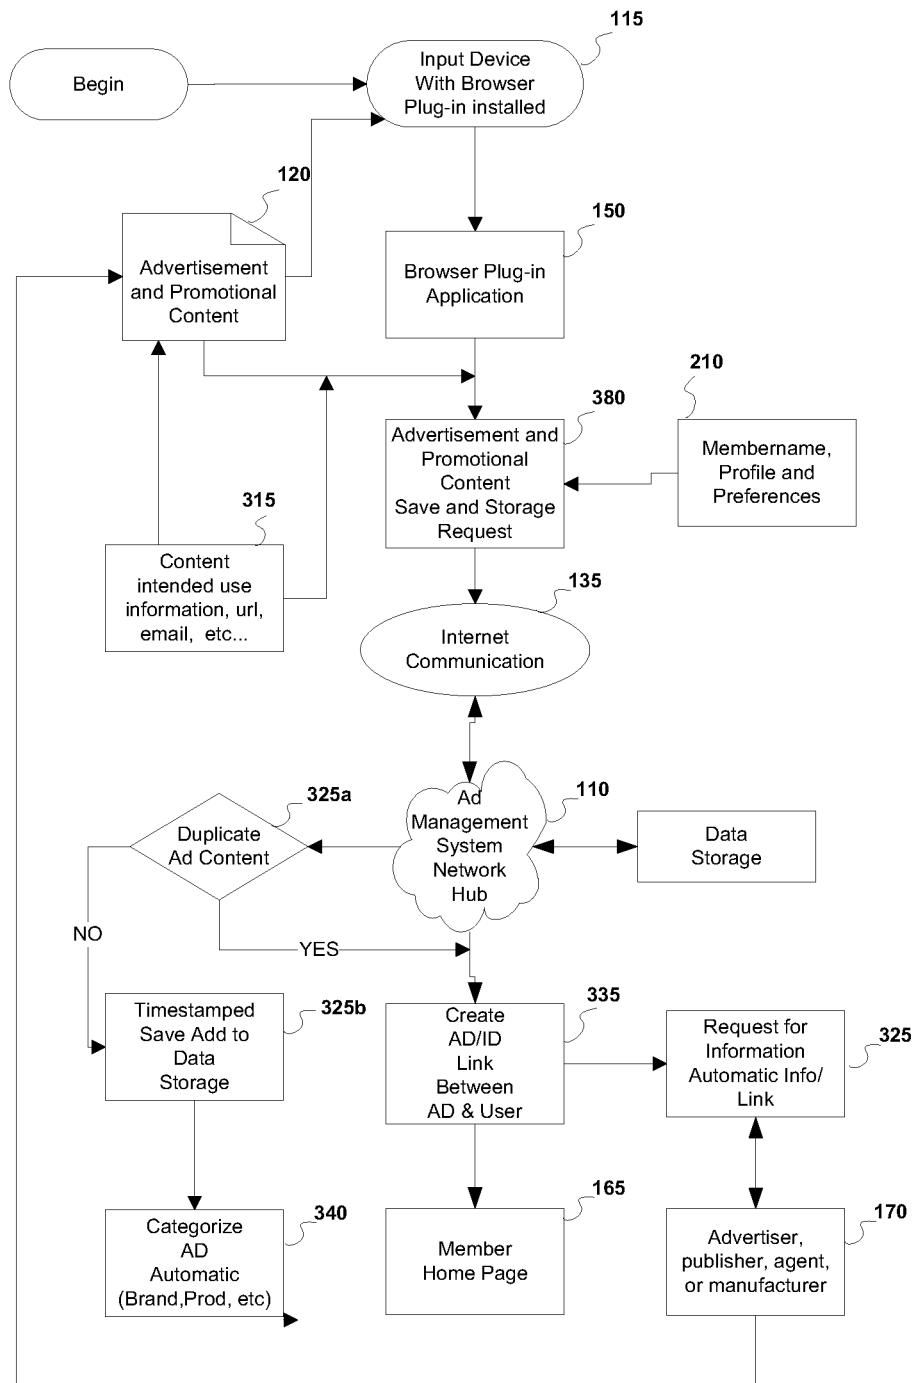 115
Begin
Input Device
With Browser
Plug-in installed
120
150
Advertisement
and Promotional
Content
Browser Plug-in
Application
210
380
Advertisement and
Promotional
Content
Save and Storage
Request
Membername,
Profile and
Preferences
315
Content
intended use
information, url,
email, etc...
135
Internet
Communication
325a
110
Duplicate
Ad Content
Ad
Management
System
Network
Hub
Data
Storage
NO
YES
325b
Timestamped
Save Add to
Data
Storage
335
Create
AD/ID
Link
Between
AD & User
325
Request for
Information
Automatic Info/
Link
340
Categorize
AD
Automatic
(Brand,Prod, etc)
165
Member
Home Page
170
Advertiser,
publisher, agent,
or manufacturer